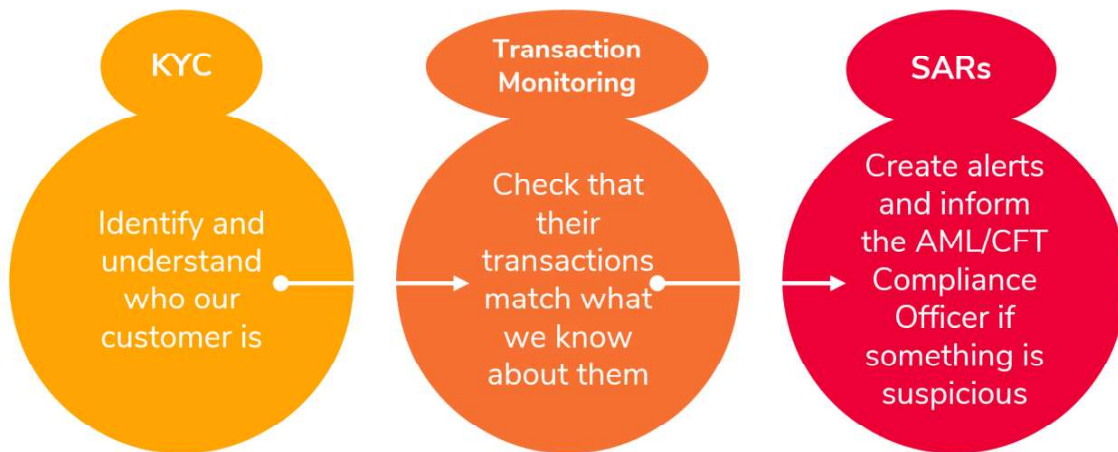 KYC
Identify and
understand
who our
customer is
Transaction
Monitoring
Check that
their
transactions
match what
we know
about them
SARs
Create alerts
and inform
the AML/CFT
Compliance
Officer if
something is
suspicious